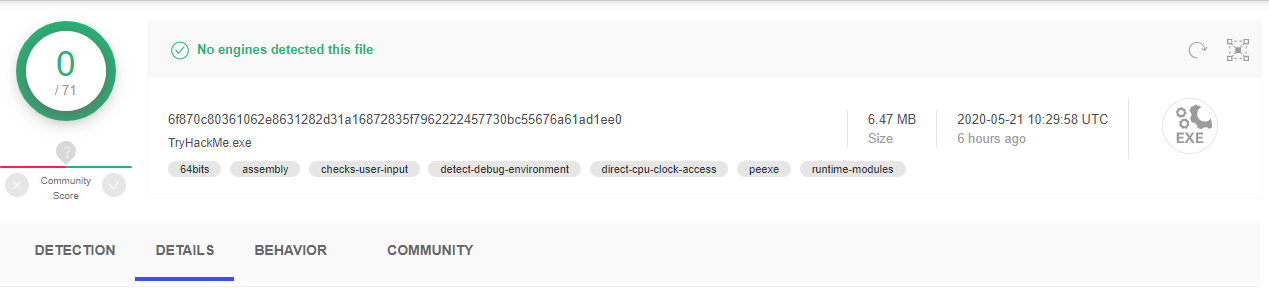 0
/ 71
?
Community
Score
No engines detected this file
6f870c80361062e8631282d31a16872835f7962222457730bc55676a61ad1ee0
TryHackMe.exe
64bits assembly checks-user-input detect-debug-environment direct-cpu-clock-access peexe runtime-modules
6.47 MB
Size
2020-05-21 10:29:58 UTC
6 hours ago
EXE
DETECTION DETAILS BEHAVIOR COMMUNITY